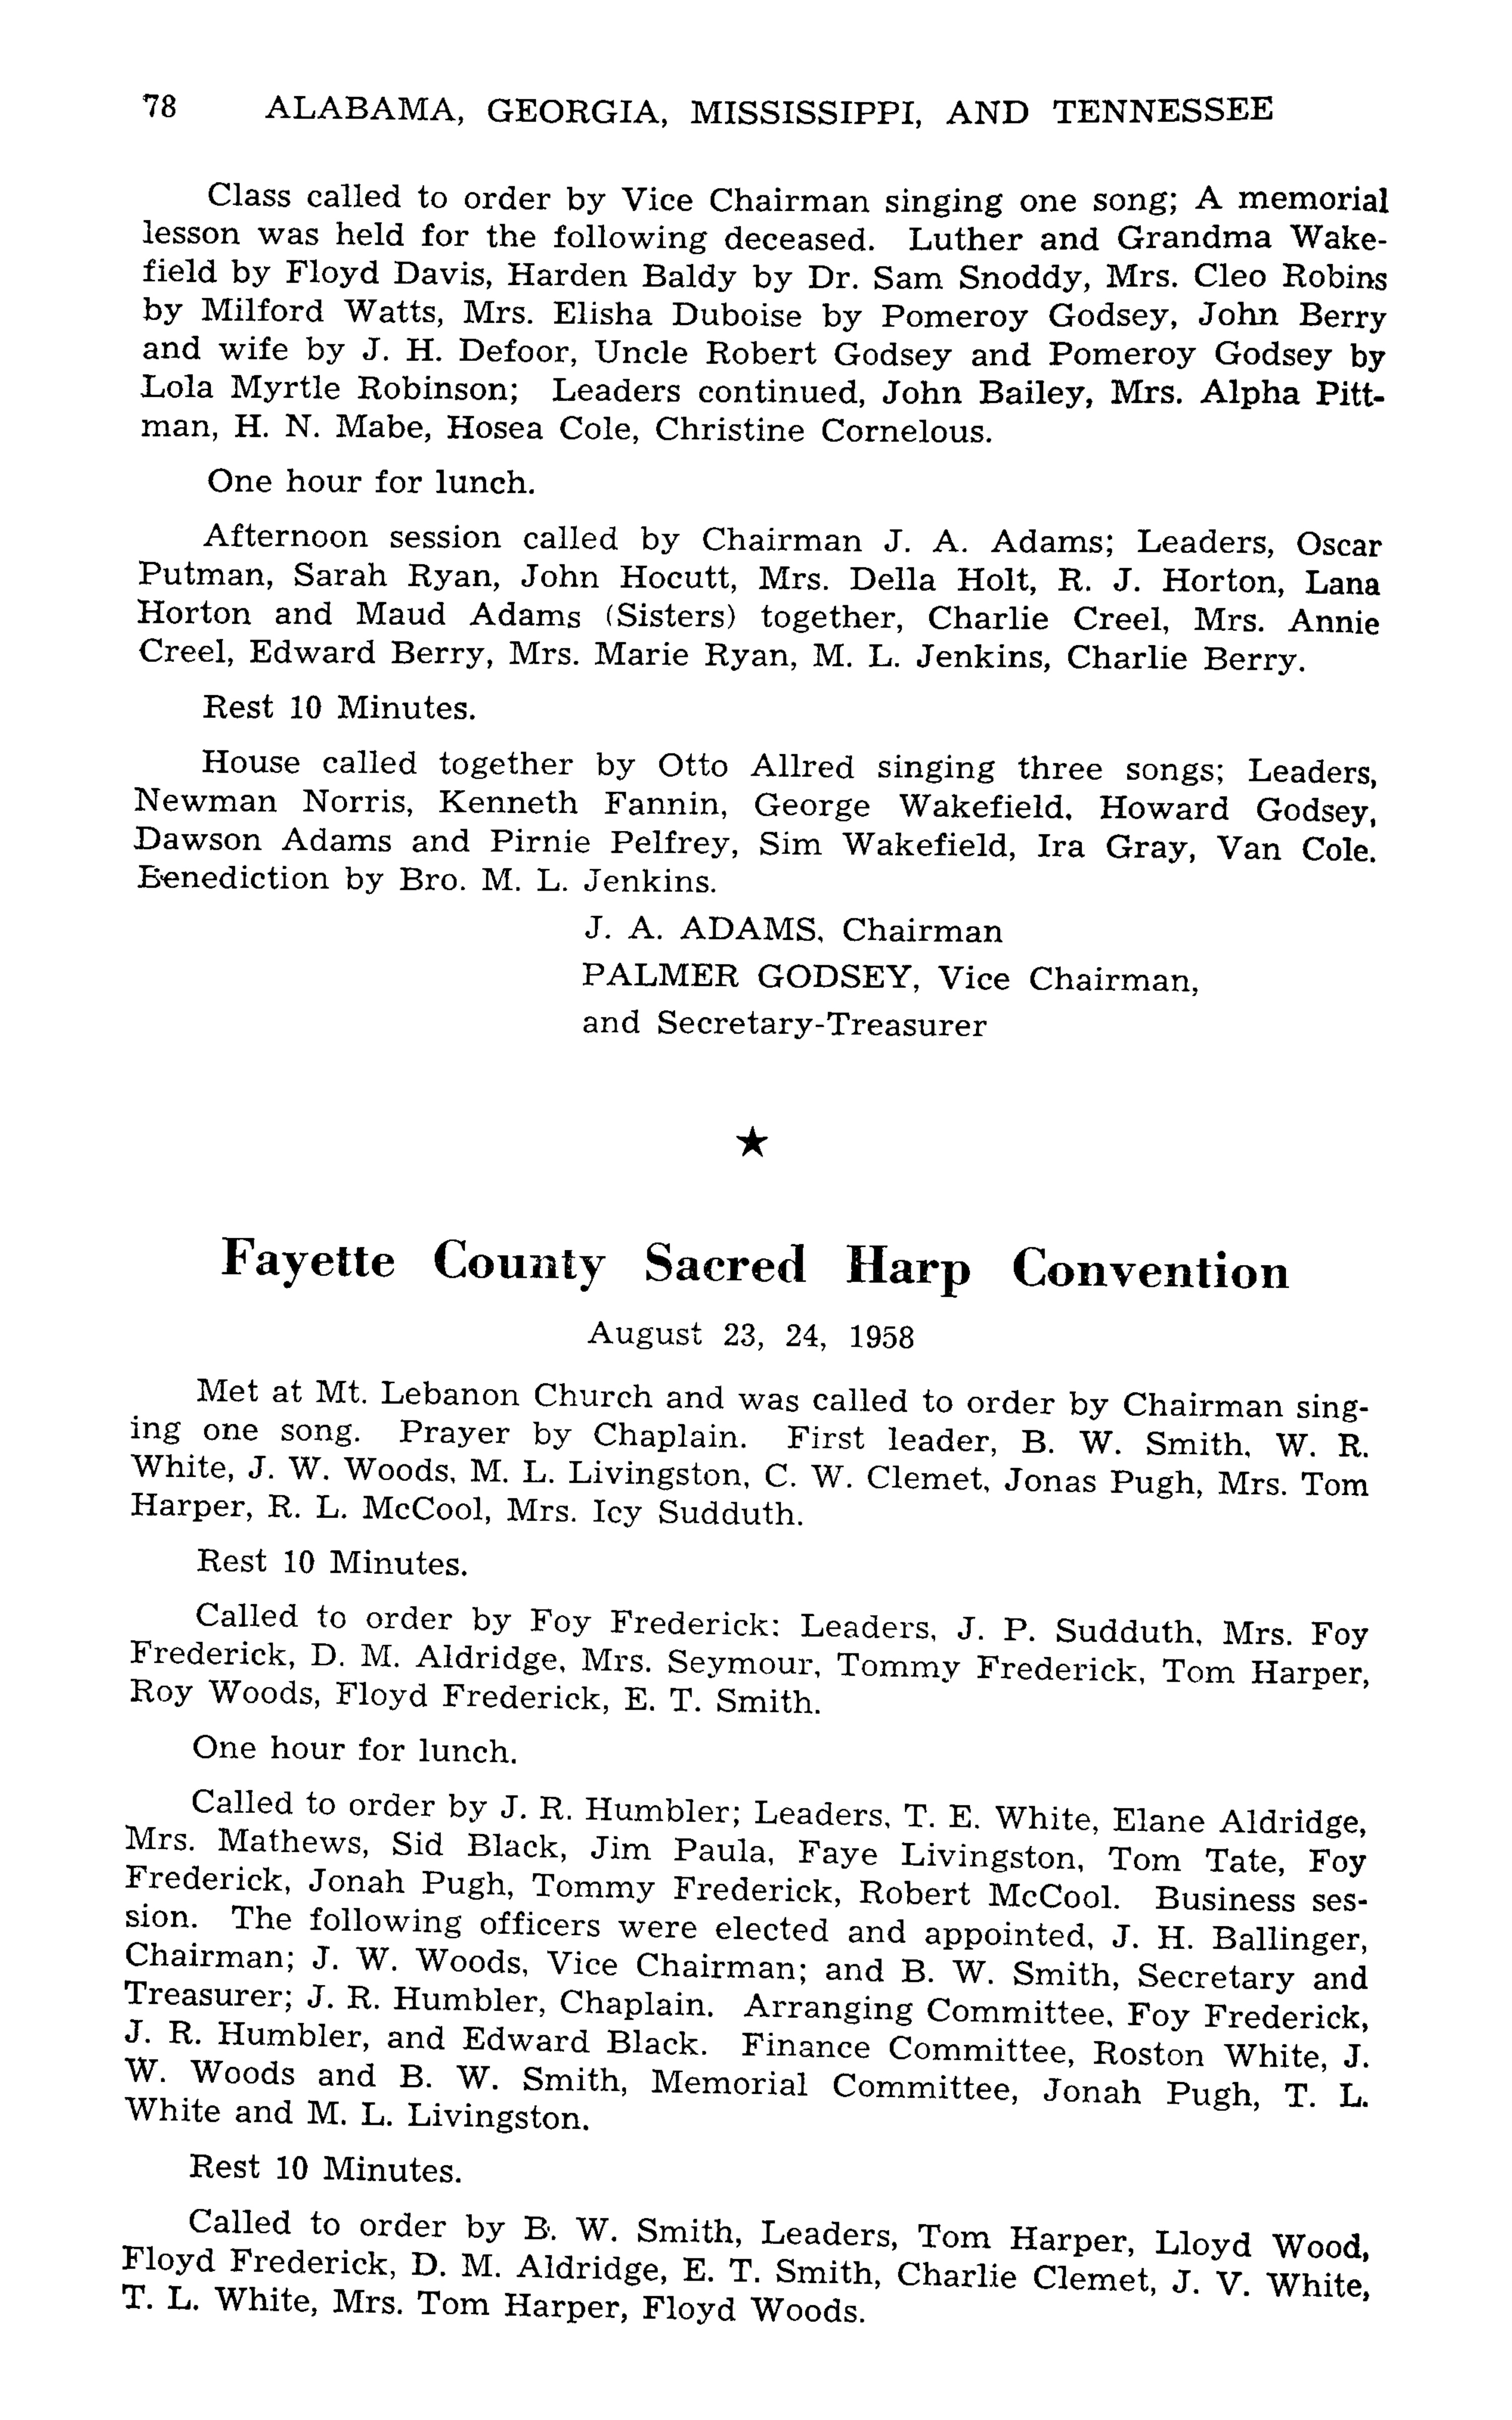 78 ALABAMA, GEORGIA, MISSISSIPPI, AND TENNESSEE
Class called to order by Vice Chairman singing one song; A memorial
lesson was held for the following deceased. Luther and Grandma Wake-
field by Floyd Davis, Harden Baldy by Dr. Sam Snoddy, Mrs. Cleo Robins
by Milford Watts, Mrs. Elisha Duboise by Pomeroy Godsey, John Berry
and wife by J. H. Defoor, Uncle Robert Godsey and Pomeroy Godsey by
Lola Myrtle Robinson; Leaders continued, John Bailey, Mrs. Alpha Pitt-
man, H. N. Mabe, Hosea Cole, Christine Cornelous.
One hour for lunch.
Afternoon session called by Chairman J. A. Adams; Leaders, Oscar
Putman, Sarah Ryan, John Hocutt, Mrs. Della Holt, R. J. Horton, Lana
Horton and Maud Adams (Sisters) together, Charlie Creel, Mrs. Annie
Creel, Edward Berry, Mrs. Marie Ryan, M. L. Jenkins, Charlie Berry.
Rest 10 Minutes.
House called together by Otto Allred singing three songs; Leaders,
Newman Norris, Kenneth Fannin, George Wakefield, Howard Godsey,
Dawson Adams and Pirnie Pelfrey, Sim Wakefield, Ira Gray, Van Cole.
Benediction by Bro. M. L. Jenkins.
J. A. ADAMS, Chairman
PALMER GODSEY, Vice Chairman,
and Secretary-Treasurer
★
Fayette County Sacred Harp Convention
August 23, 24, 1958
Met at Mt. Lebanon Church and was called to order by Chairman sing-
ing one song. Prayer by Chaplain. First leader, B. W. Smith, W. R.
White, J. W. Woods, M. L. Livingston, C. W. Clemet, Jonas Pugh, Mrs. Tom
Harper, R. L. McCool, Mrs. Icy Sudduth.
Rest 10 Minutes.
Called to order by Foy Frederick: Leaders, J. P. Sudduth, Mrs. Foy
Frederick, D. M. Aldridge, Mrs. Seymour, Tommy Frederick, Tom Harper,
Roy Woods, Floyd Frederick, E. T. Smith.
One hour for lunch.
Called to order by J. R. Humbler; Leaders, T. E. White, Elane Aldridge,
Mrs. Mathews, Sid Black, Jim Paula, Faye Livingston, Tom Tate, Foy
Frederick, Jonah Pugh, Tommy Frederick, Robert McCool. Business ses-
sion. The following officers were elected and appointed, J. H. Ballinger,
Chairman; J. W. Woods, Vice Chairman; and B. W. Smith, Secretary and
Treasurer; J. R. Humbler, Chaplain. Arranging Committee, Foy Frederick,
J. R. Humbler, and Edward Black. Finance Committee, Roston White, J.
W. Woods and B. W. Smith, Memorial Committee, Jonah Pugh, T. L.
White and M. L. Livingston.
Rest 10 Minutes.
Called to order by B. W. Smith, Leaders, Tom Harper, Lloyd Wood,
Floyd Frederick, D. M. Aldridge, E. T. Smith, Charlie Clemet, J. V. White,
T. L. White, Mrs. Tom Harper, Floyd Woods.